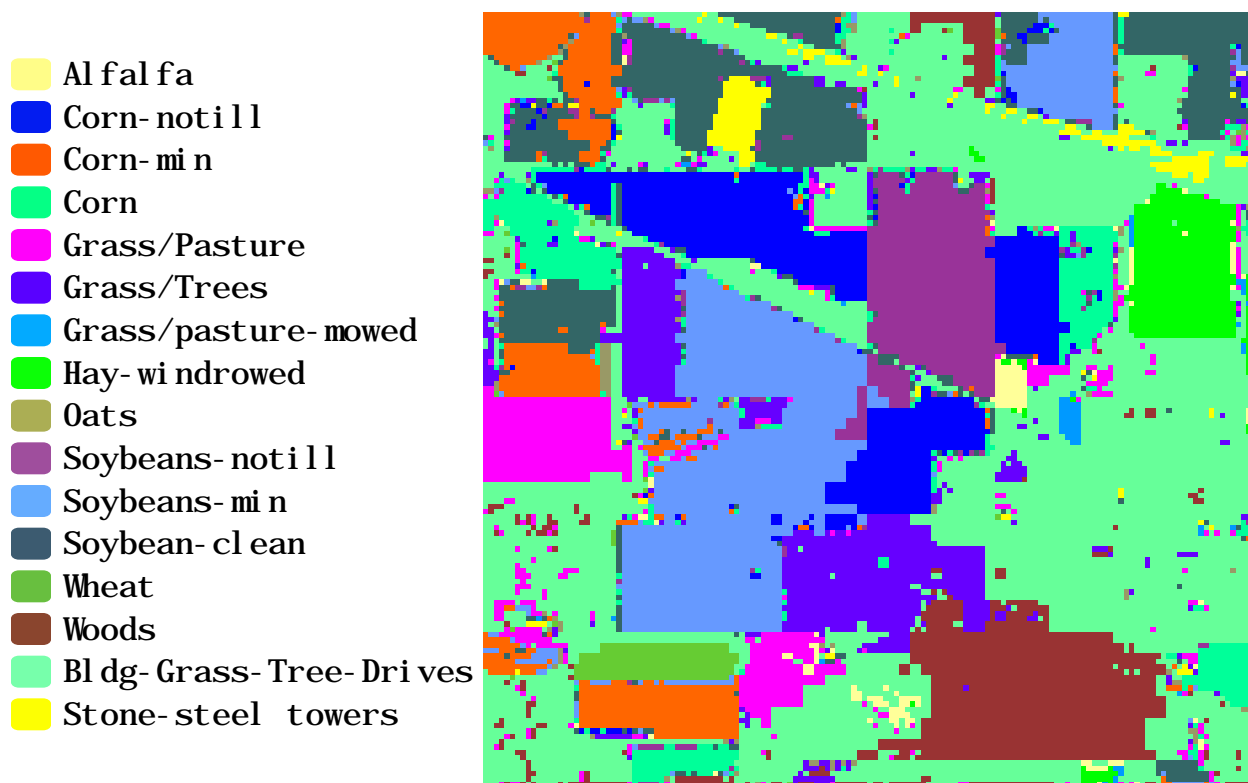 Alfalfa
Corn-notill
Corn-min
Corn
Grass/Pasture
Grass/Trees
Grass/pasture-mowed
Hay-windrowed
Oats
Soybeans-notill
Soybeans-min
Soybean-clean
Wheat
Woods
Bldg-Grass-Tree-Drives
Stone-steel towers